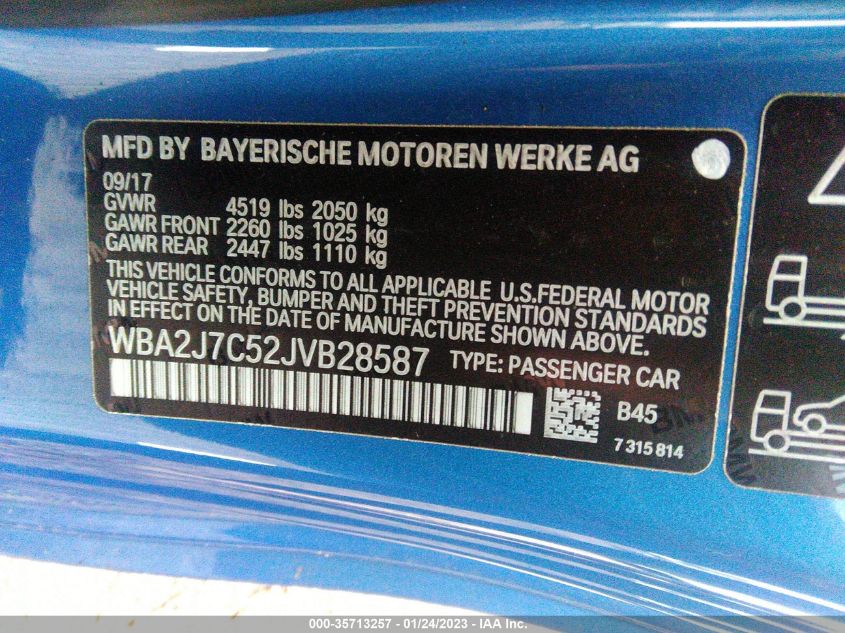 MFD BY BAYERISCHE MOTOREN WERKE AG
09/17
GVWR 4519 lbs 2050 kg
GAWR FRONT 2260 lbs 1025 kg
GAWR REAR 2447 lbs 1110 kg
THIS VEHICLE CONFORMS TO ALL APPLICABLE U.S.FEDERAL MOTOR
VEHICLE SAFETY, BUMPER AND THEFT PREVENTION STANDARDS
IN EFFECT ON THE DATE OF MANUFACTURE SHOWN ABOVE.
WBA2J7C52JVB28587 TYPE: PASSENGER CAR
B45
7 315 814
000-35713257 - 01/24/2023 - IAA Inc.